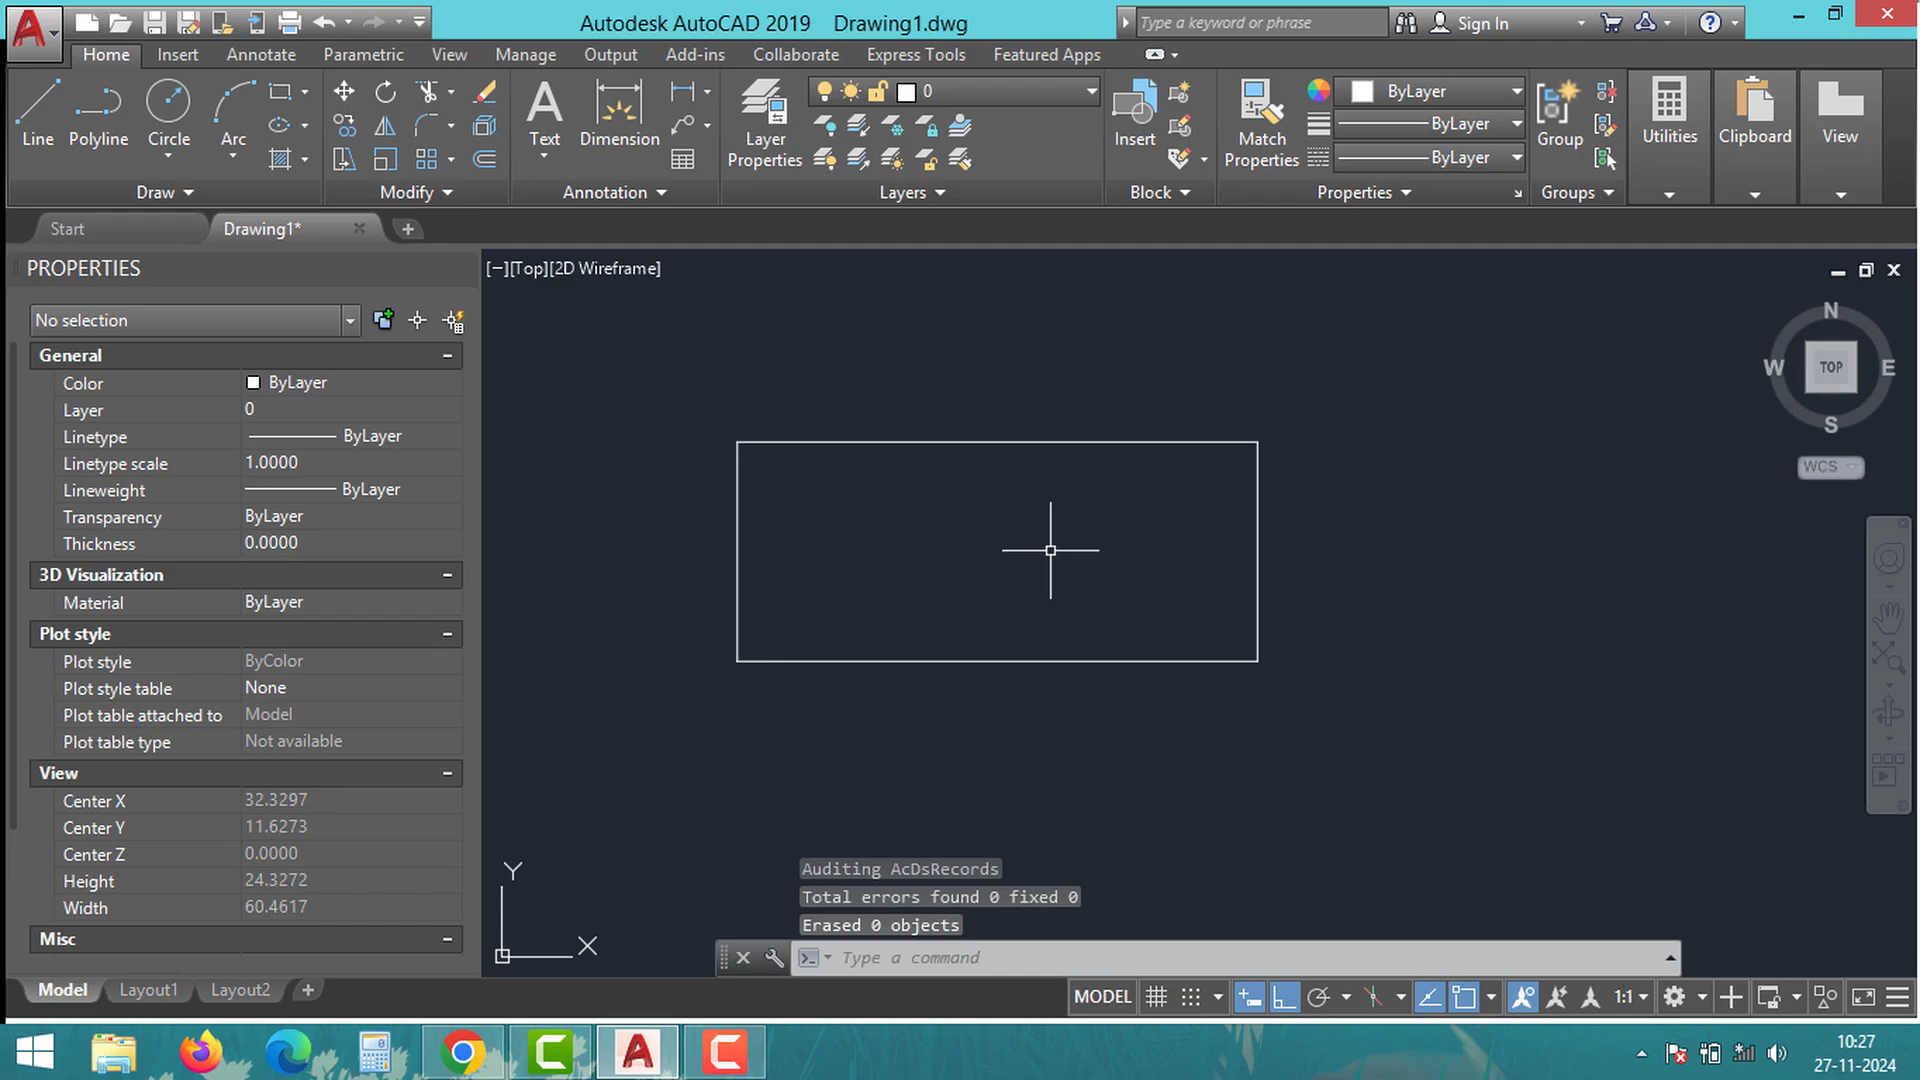 Autodesk AutoCAD 2019 Drawing1.dwg
Type a keyword or phrase
Sign In
Home Insert Annotate Parametric View Manage Output Add-ins Collaborate Express Tools Featured Apps
Line Polyline Circle Arc
Text Dimension
Layer Properties
0
Insert
Match Properties
ByLayer
ByLayer
ByLayer
Group
Utilities
Clipboard
View
Draw
Modify
Annotation
Layers
Block
Properties
Groups
Start
Drawing1*
PROPERTIES
No selection
General
Color ByLayer
Layer 0
Linetype ByLayer
Linetype scale 1.0000
Lineweight ByLayer
Transparency ByLayer
Thickness 0.0000
3D Visualization
Material ByLayer
Plot style
Plot style ByColor
Plot style table None
Plot table attached to Model
Plot table type Not available
View
Center X 32.3297
Center Y 11.6273
Center Z 0.0000
Height 24.3272
Width 60.4617
Misc
[−][Top][2D Wireframe]
N
W TOP E
S
WCS
Y
X
Auditing AcDsRecords
Total errors found 0 fixed 0
Erased 0 objects
Type a command
Model Layout1 Layout2
MODEL
1:1
10:27
27-11-2024